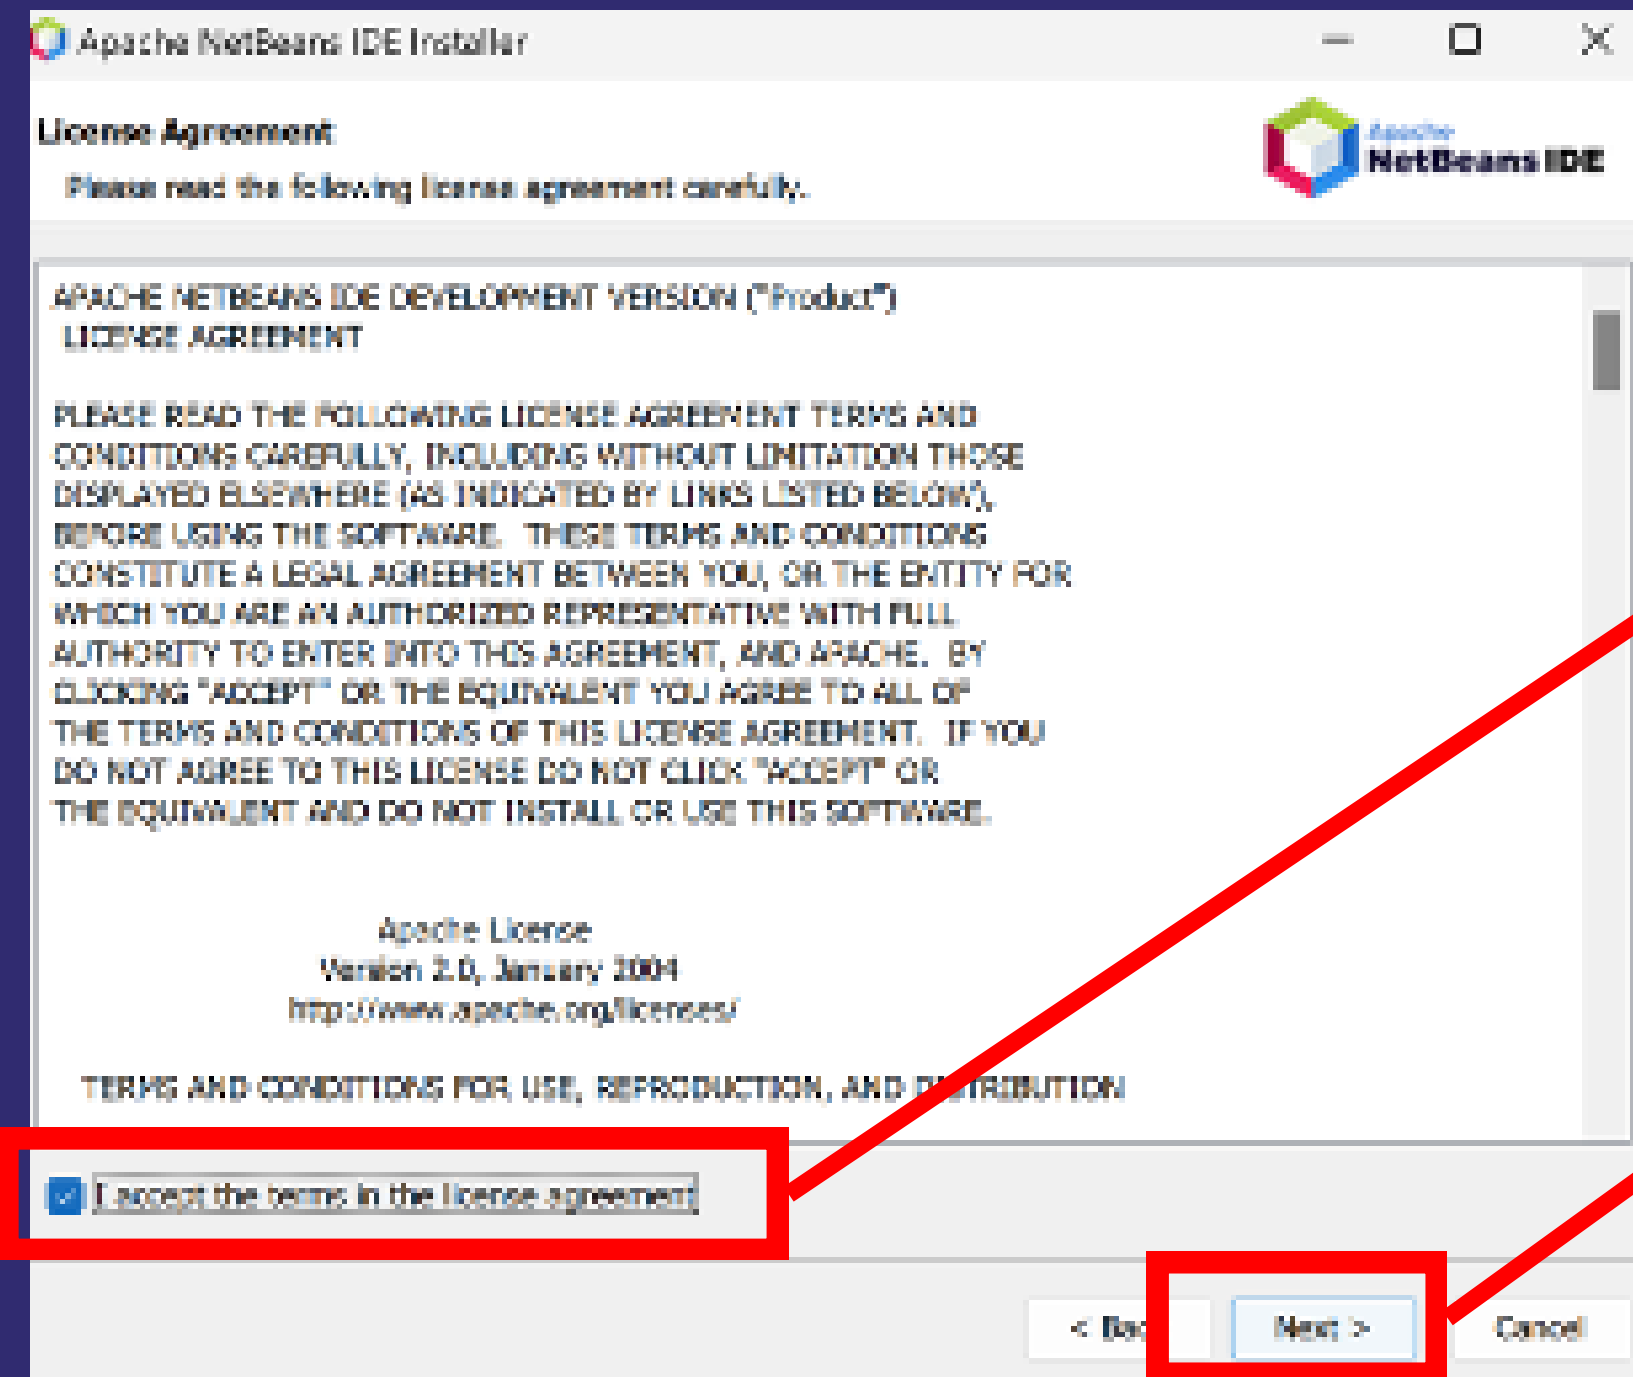 Apache NetBeans IDE Installer
License Agreement
Please read the following license agreement carefully.
Apache
NetBeans IDE
APACHE NETBEANS IDE DEVELOPMENT VERSION ("Product")
LICENSE AGREEMENT
PLEASE READ THE FOLLOWING LICENSE AGREEMENT TERMS AND
CONDITIONS CAREFULLY, INCLUDING WITHOUT LIMITATION THOSE
DISPLAYED ELSEWHERE (AS INDICATED BY LINKS LISTED BELOW),
BEFORE USING THE SOFTWARE.  THESE TERMS AND CONDITIONS
CONSTITUTE A LEGAL AGREEMENT BETWEEN YOU, OR THE ENTITY FOR
WHICH YOU ARE AN AUTHORIZED REPRESENTATIVE WITH FULL
AUTHORITY TO ENTER INTO THIS AGREEMENT, AND APACHE.  BY
CLICKING "ACCEPT" OR THE EQUIVALENT YOU AGREE TO ALL OF
THE TERMS AND CONDITIONS OF THIS LICENSE AGREEMENT.  IF YOU
DO NOT AGREE TO THIS LICENSE DO NOT CLICK "ACCEPT" OR
THE EQUIVALENT AND DO NOT INSTALL OR USE THIS SOFTWARE.
Apache License
Version 2.0, January 2004
http://www.apache.org/licenses/
TERMS AND CONDITIONS FOR USE, REPRODUCTION, AND DISTRIBUTION
I accept the terms in the license agreement
< Bac Next > Cancel